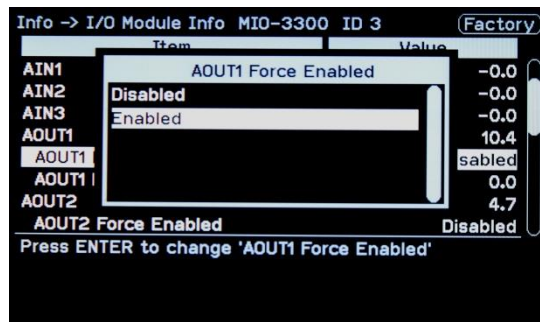 Info -> I/O Module Info MIO-3300 ID 3 Factory
Item Value
AOUT1 Force Enabled
AIN1 -0.0
AIN2 Disabled -0.0
AIN3 Enabled -0.0
AOUT1 10.4
AOUT1 sabled
AOUT1 0.0
AOUT2 4.7
AOUT2 Force Enabled Disabled
Press ENTER to change 'AOUT1 Force Enabled'